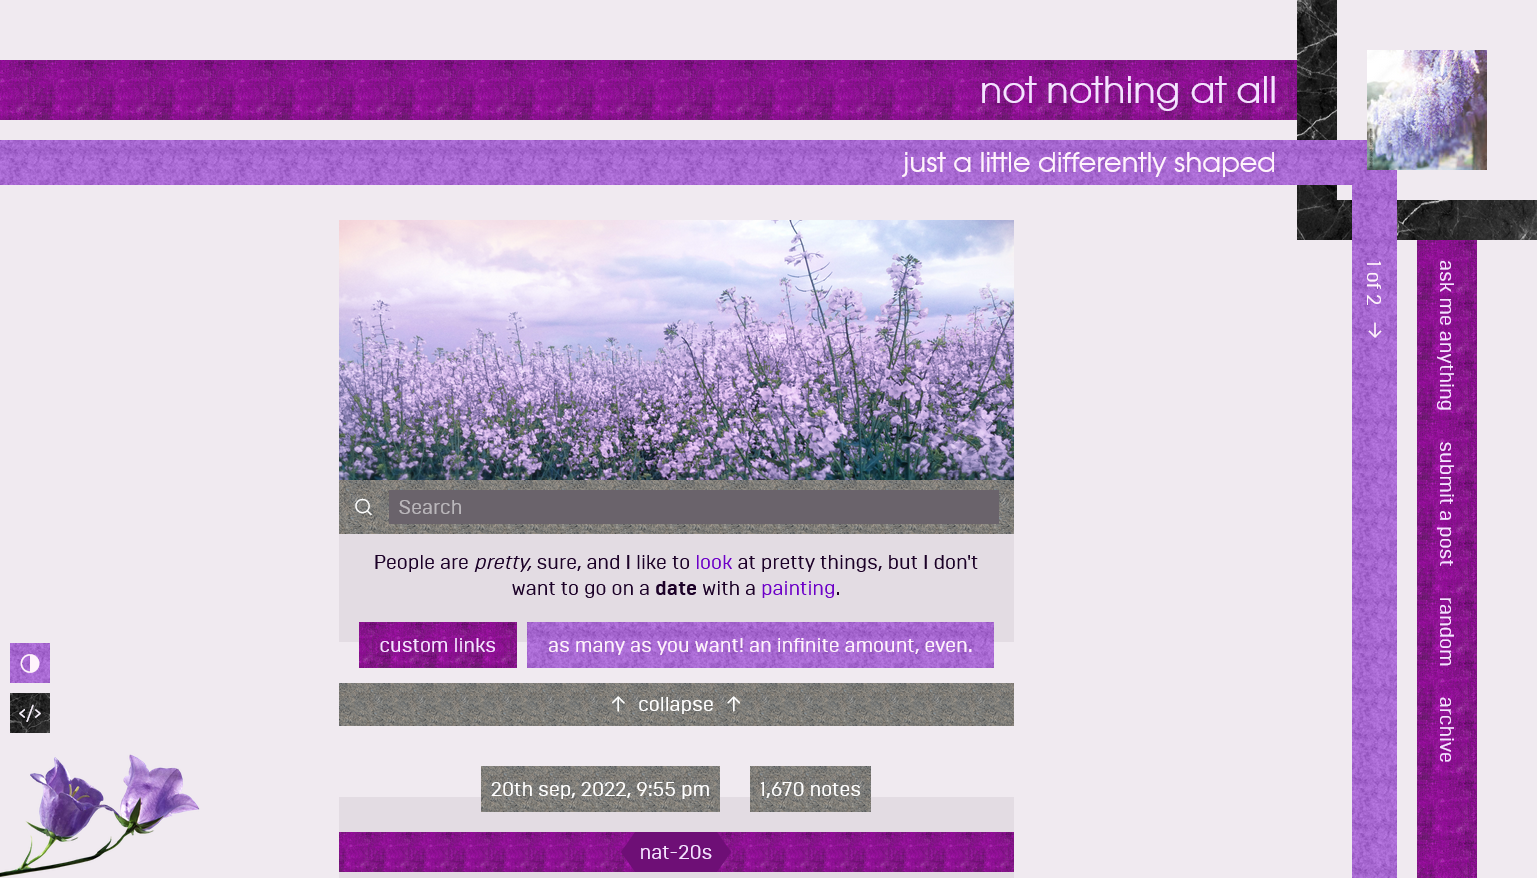 not nothing at all
just a little differently shaped
1 of 2 →
ask me anything
submit a post
random
archive
Search
People are pretty, sure, and I like to look at pretty things, but I don't
want to go on a date with a painting.
custom links
as many as you want! an infinite amount, even.
↑ collapse ↑
20th sep, 2022, 9:55 pm
1,670 notes
nat-20s